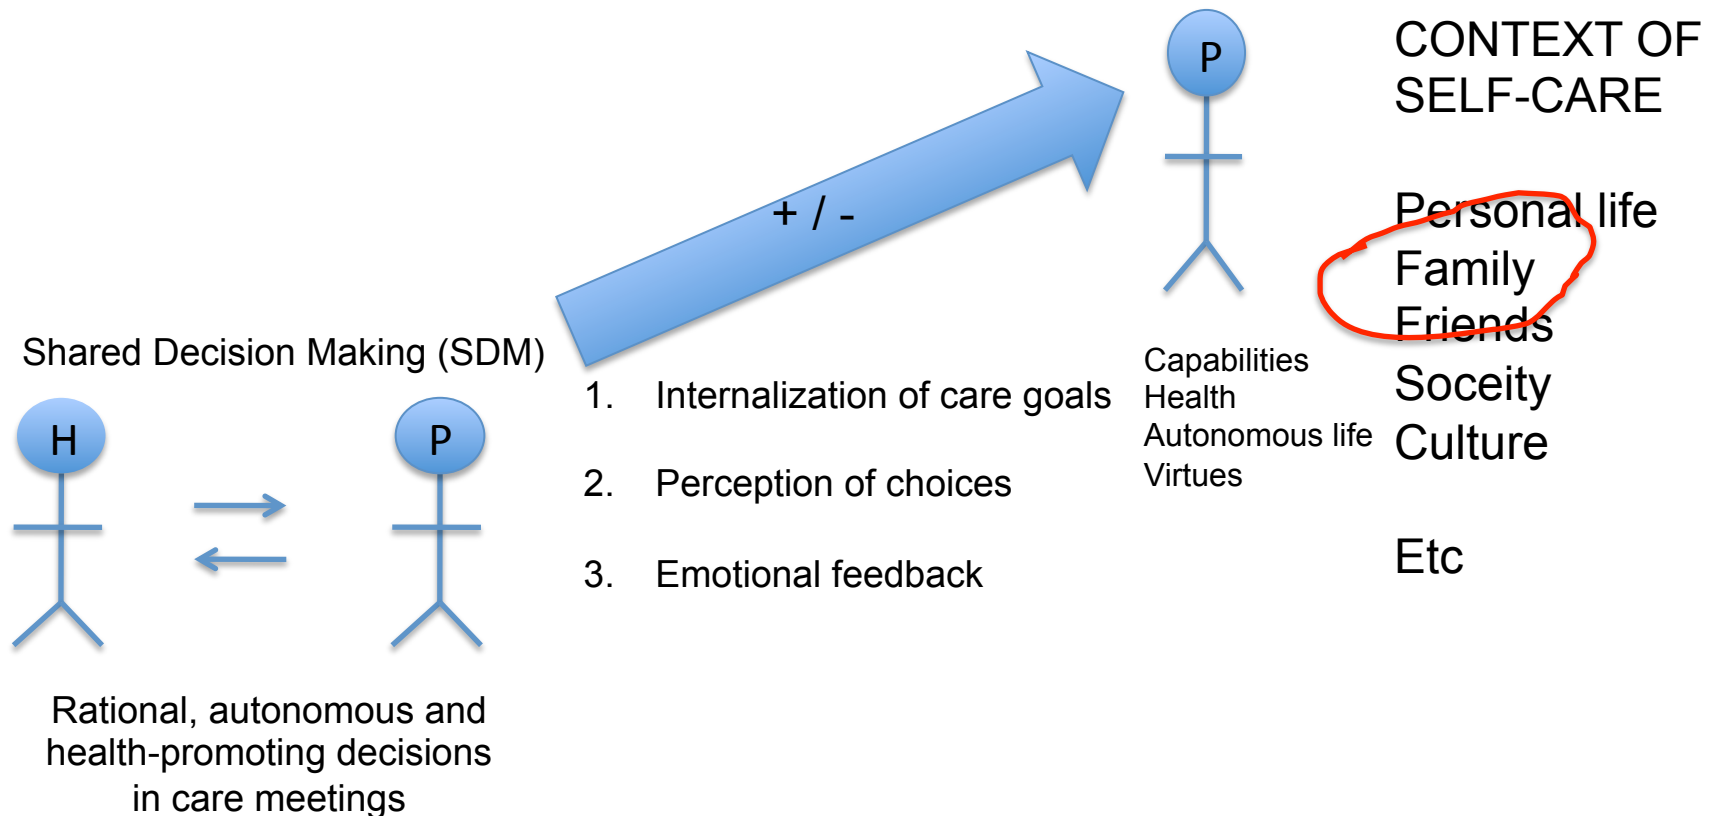 Shared Decision Making (SDM)
H
P
Rational, autonomous and
health-promoting decisions
in care meetings
+ / -
1. Internalization of care goals
2. Perception of choices
3. Emotional feedback
P
Capabilities
Health
Autonomous life
Virtues
CONTEXT OF
SELF-CARE
Personal life
Family
Friends
Soceity
Culture
Etc